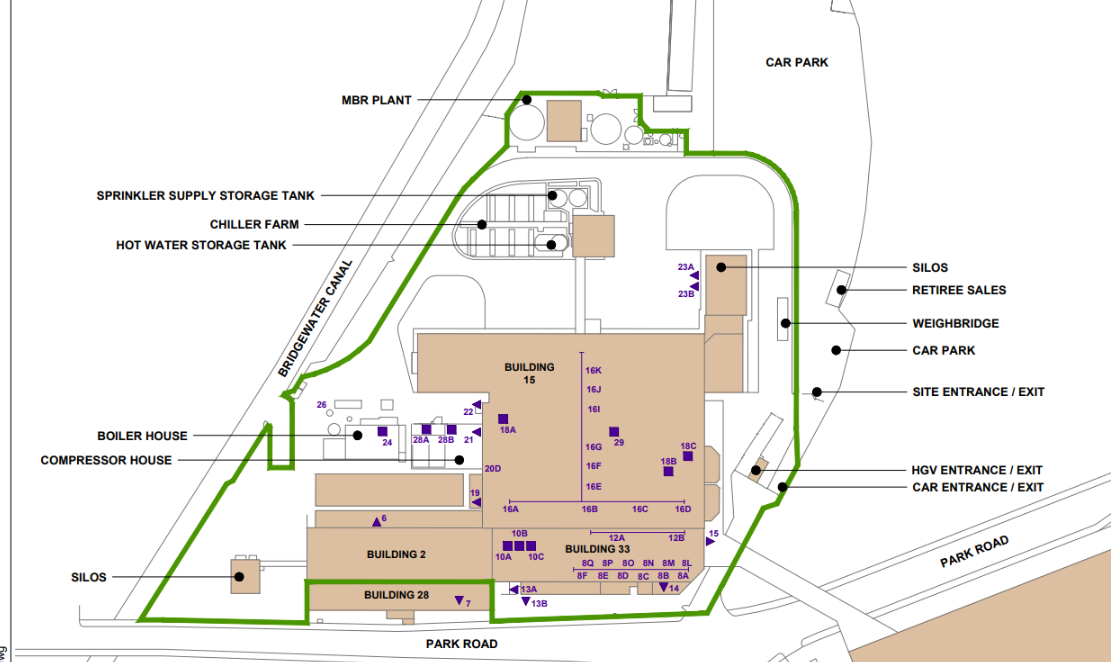 CAR PARK
MBR PLANT
SPRINKLER SUPPLY STORAGE TANK
CHILLER FARM
HOT WATER STORAGE TANK
BRIDGEWATER CANAL
23A
23B
SILOS
RETIREE SALES
WEIGHBRIDGE
CAR PARK
SITE ENTRANCE / EXIT
BUILDING
15
16K
16J
16I
26
22
18A
29
BOILER HOUSE
24
28A
28B
21
16G
18C
COMPRESSOR HOUSE
20D
16F
18B
HGV ENTRANCE / EXIT
16E
CAR ENTRANCE / EXIT
19
16A
16B
16C
16D
6
10B
12A
12B
15
10A
10C
BUILDING 33
BUILDING 2
8Q 8P 8O 8N 8M 8L
8F 8E 8D 8C 8B 8A
PARK ROAD
SILOS
13A
14
BUILDING 28
7
13B
PARK ROAD
wg